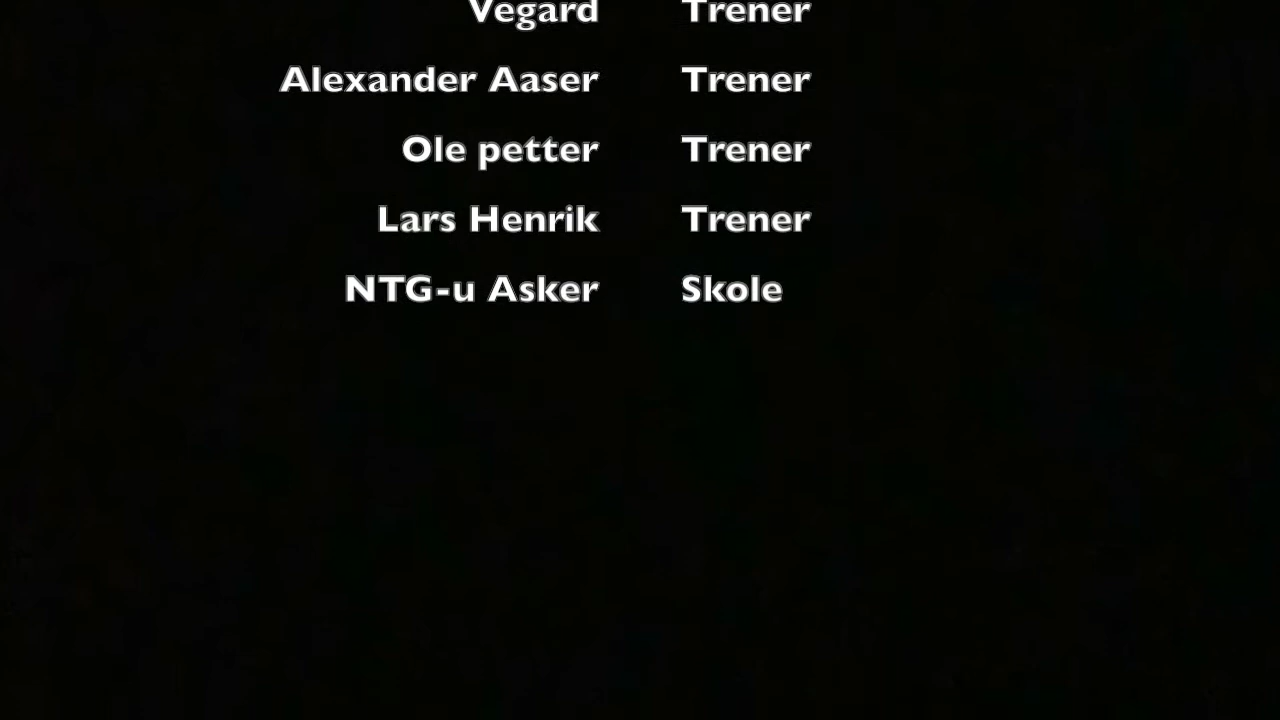 Vegard Trener
Alexander Aaser Trener
Ole petter Trener
Lars Henrik Trener
NTG-u Asker Skole